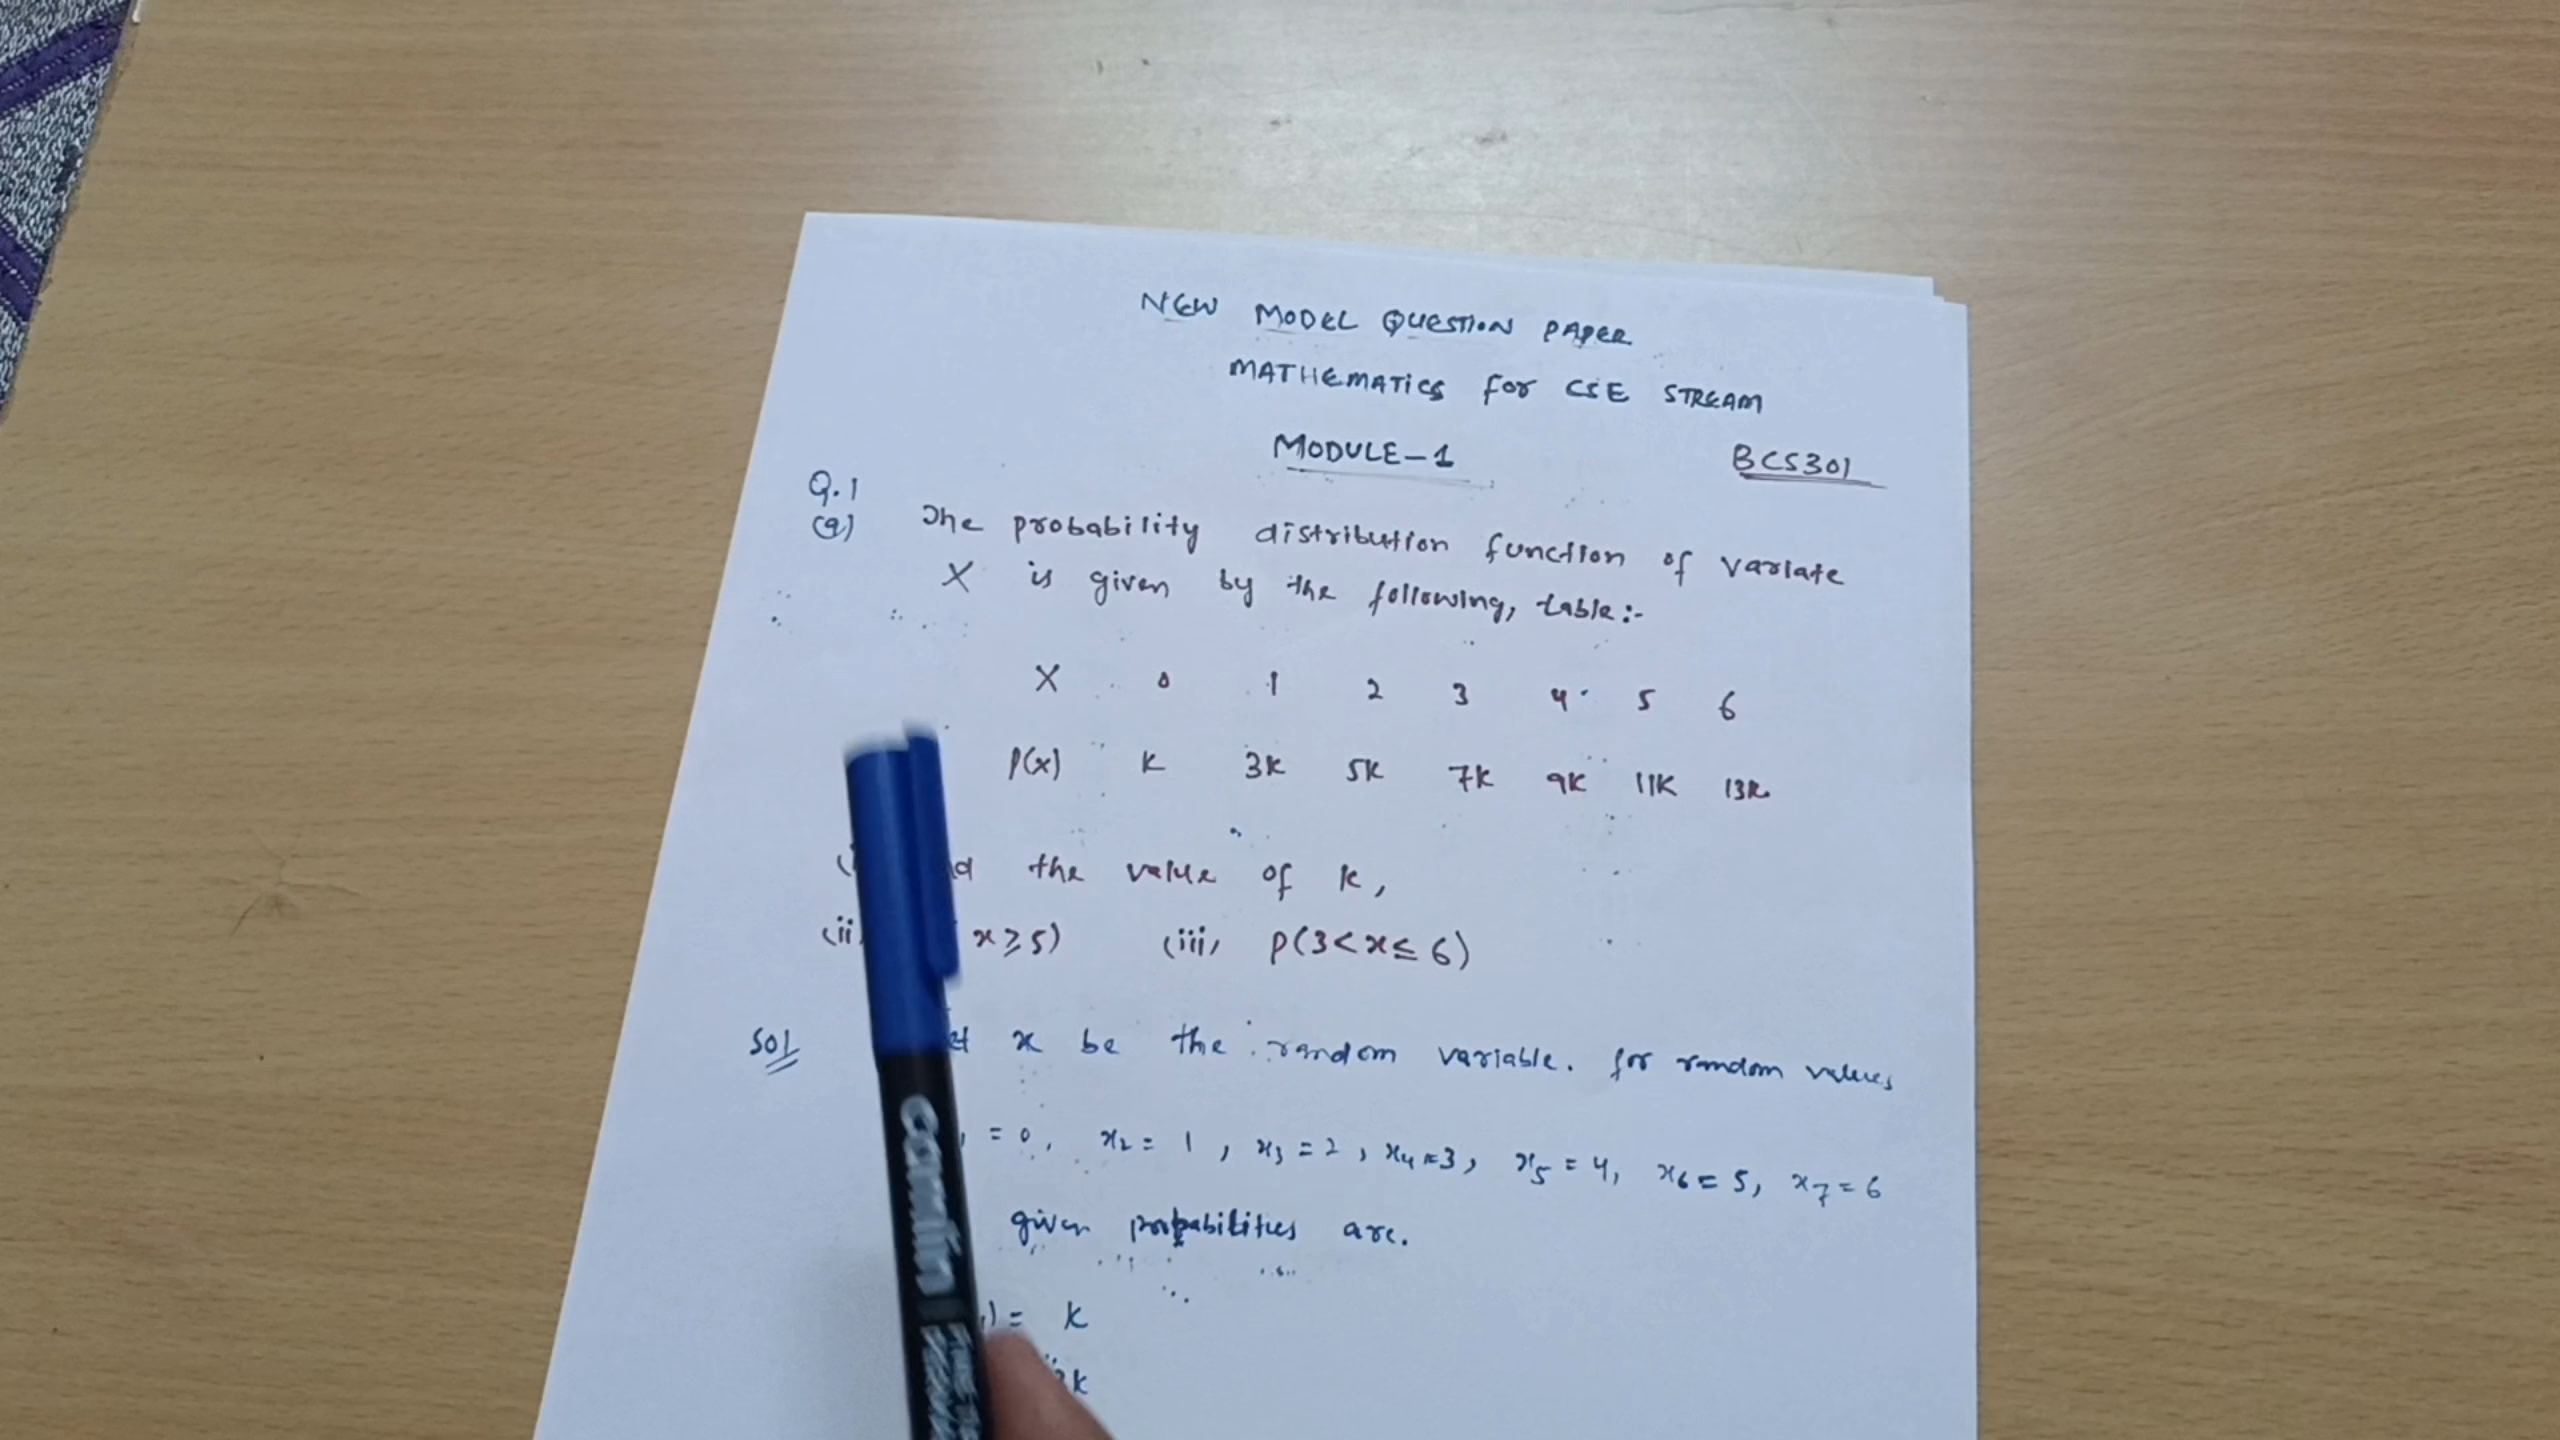 NEW MODEL QUESTION PAPER
MATHEMATICS for CSE STREAM
MODULE-1 BCS301
Q.1
(a) The probability distribution function of variate
X is given by the following, table:-
X 0 1 2 3 4 5 6
P(x) K 3K 5K 7K 9K 11K 13K
the value of k,
(ii) x≥5) (iii) P(3<x≤6)
Sol x be the random variable. for random values
= 0, x2 = 1, x3 = 2, x4 = 3, x5 = 4, x6 = 5, x7 = 6
given probabilities are.
) = K
camlin